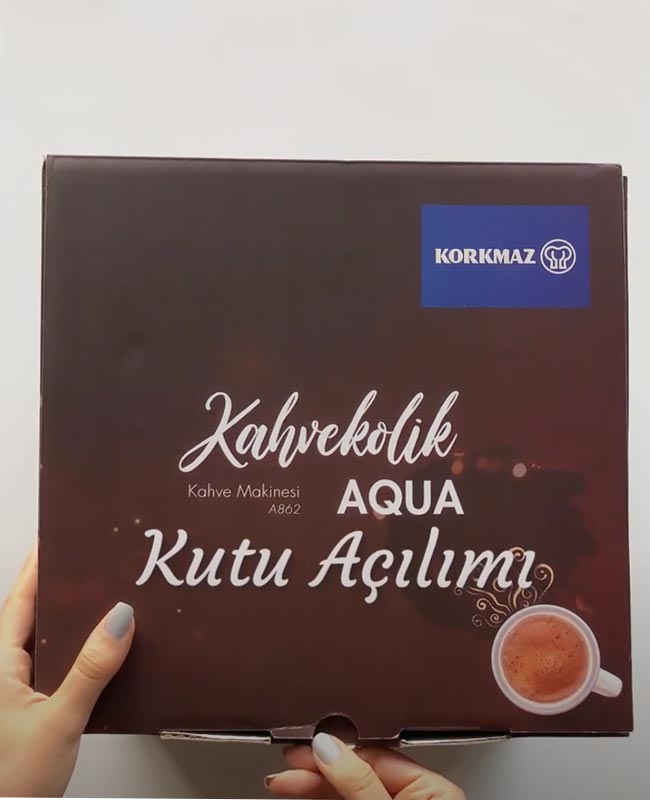 KORKMAZ
Kahvekolik
Kahve Makinesi AQUA
A862
Kutu Açılımı